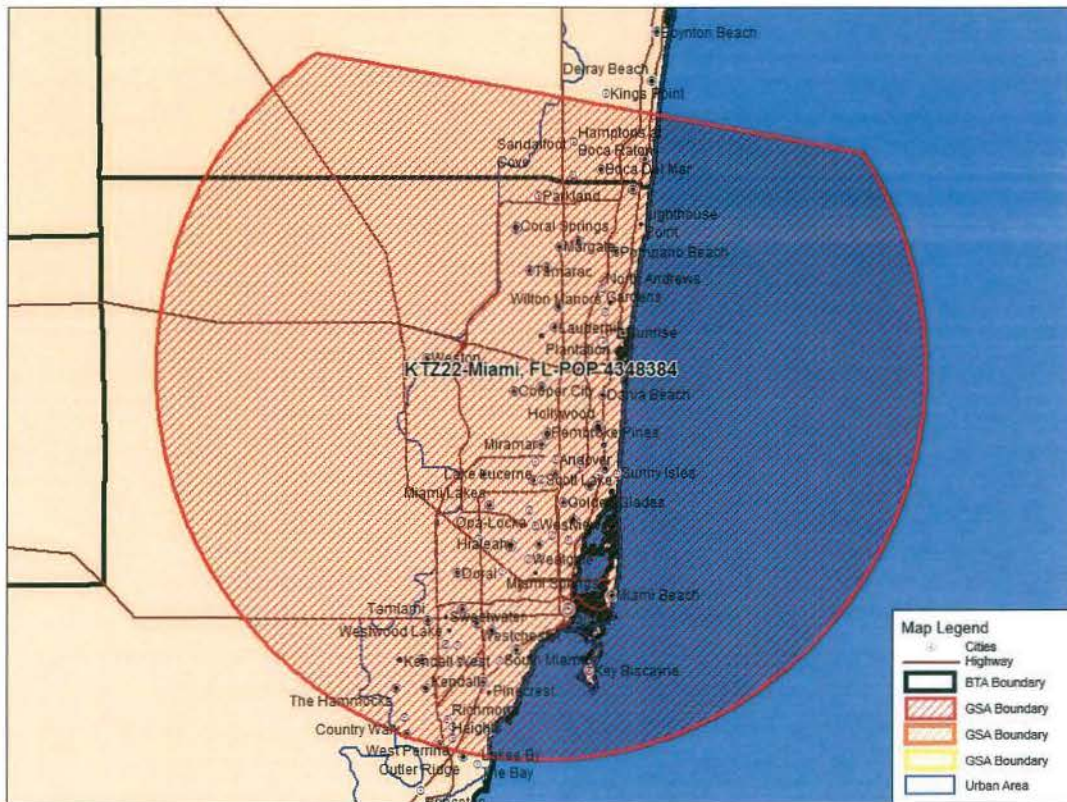 Boynton Beach
Delray Beach
Kings Point
Hamptons at
Boca Raton
Sandalfoot
Cove
Boca Del Mar
Parkland
Lighthouse
Point
Coral Springs
Margate
Pompano Beach
Tamarac
North Andrews
Gardens
Wilton Manors
Lauderhill
Sunrise
Plantation
Weston
KTZ22-Miami, FL-POP 4348384
Cooper City
Dania Beach
Hollywood
Pembroke Pines
Miramar
Andover
Lake Lucerne
Scott Lake
Sunny Isles
Miami Lakes
Golden Glades
Opa-Locka
Westview
Hialeah
Doral
Miami Springs
Miami Beach
Tamiami
Sweetwater
Westwood Lake
Westchester
Kendall West
South Miami
Key Biscayne
Kendall
The Hammocks
Pinecrest
Richmond
Heights
Country Walk
West Perrine
Lakes By
The Bay
Cutler Ridge
Map Legend
Cities
Highway
BTA Boundary
GSA Boundary
GSA Boundary
GSA Boundary
Urban Area